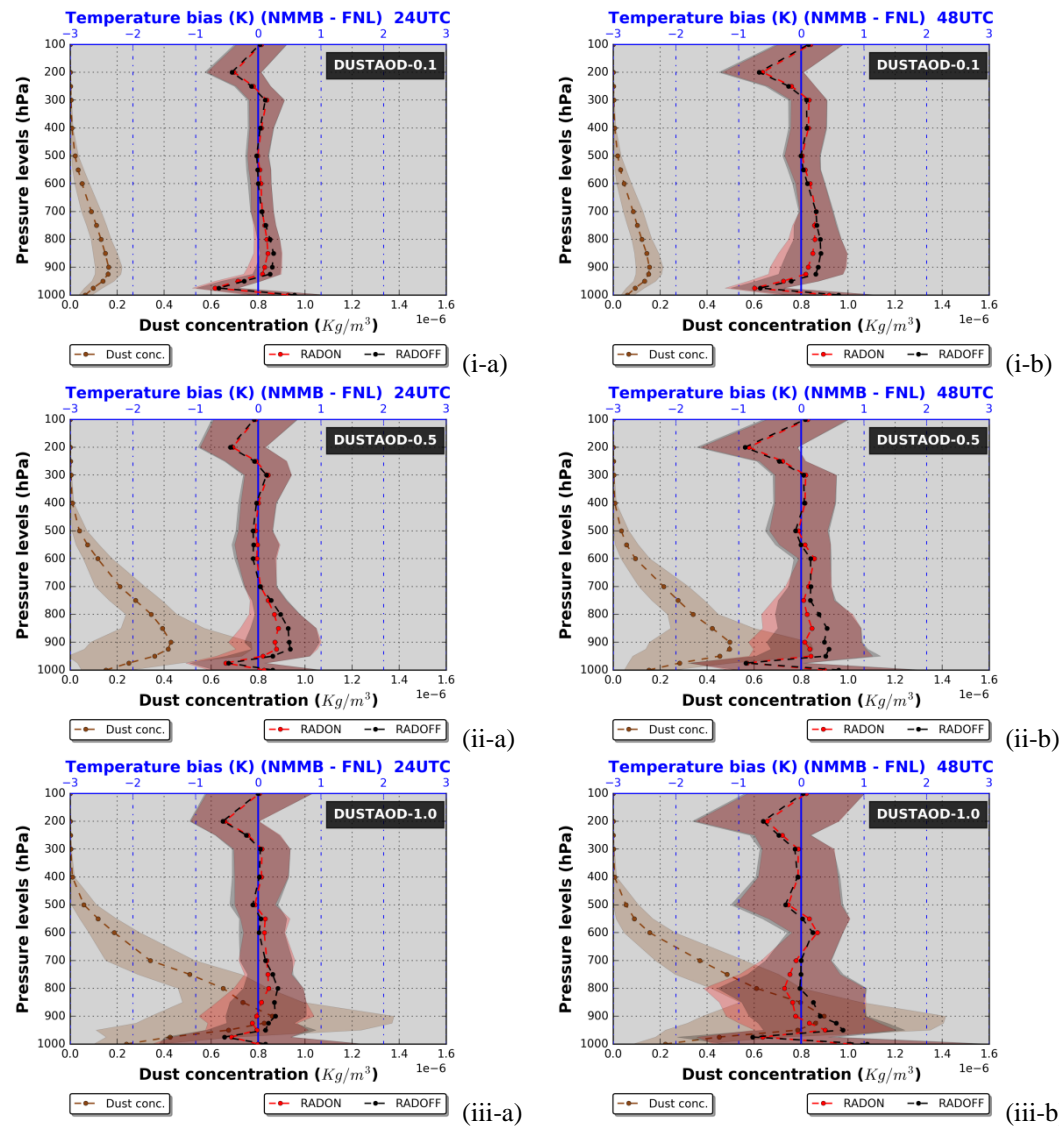 Temperature bias (K) (NMMB - FNL) 24UTC
−3 −2 −1 0 1 2 3
DUSTAOD-0.1
Pressure levels (hPa)
100
200
300
400
500
600
700
800
900
1000
0.0 0.2 0.4 0.6 0.8 1.0 1.2 1.4 1.6
1e−6
Dust concentration (Kg/m³)
Dust conc. RADON RADOFF
(i-a)
Temperature bias (K) (NMMB - FNL) 48UTC
−3 −2 −1 0 1 2 3
DUSTAOD-0.1
Pressure levels (hPa)
100
200
300
400
500
600
700
800
900
1000
0.0 0.2 0.4 0.6 0.8 1.0 1.2 1.4 1.6
1e−6
Dust concentration (Kg/m³)
Dust conc. RADON RADOFF
(i-b)
Temperature bias (K) (NMMB - FNL) 24UTC
−3 −2 −1 0 1 2 3
DUSTAOD-0.5
Pressure levels (hPa)
100
200
300
400
500
600
700
800
900
1000
0.0 0.2 0.4 0.6 0.8 1.0 1.2 1.4 1.6
1e−6
Dust concentration (Kg/m³)
Dust conc. RADON RADOFF
(ii-a)
Temperature bias (K) (NMMB - FNL) 48UTC
−3 −2 −1 0 1 2 3
DUSTAOD-0.5
Pressure levels (hPa)
100
200
300
400
500
600
700
800
900
1000
0.0 0.2 0.4 0.6 0.8 1.0 1.2 1.4 1.6
1e−6
Dust concentration (Kg/m³)
Dust conc. RADON RADOFF
(ii-b)
Temperature bias (K) (NMMB - FNL) 24UTC
−3 −2 −1 0 1 2 3
DUSTAOD-1.0
Pressure levels (hPa)
100
200
300
400
500
600
700
800
900
1000
0.0 0.2 0.4 0.6 0.8 1.0 1.2 1.4 1.6
1e−6
Dust concentration (Kg/m³)
Dust conc. RADON RADOFF
(iii-a)
Temperature bias (K) (NMMB - FNL) 48UTC
−3 −2 −1 0 1 2 3
DUSTAOD-1.0
Pressure levels (hPa)
100
200
300
400
500
600
700
800
900
1000
0.0 0.2 0.4 0.6 0.8 1.0 1.2 1.4 1.6
1e−6
Dust concentration (Kg/m³)
Dust conc. RADON RADOFF
(iii-b